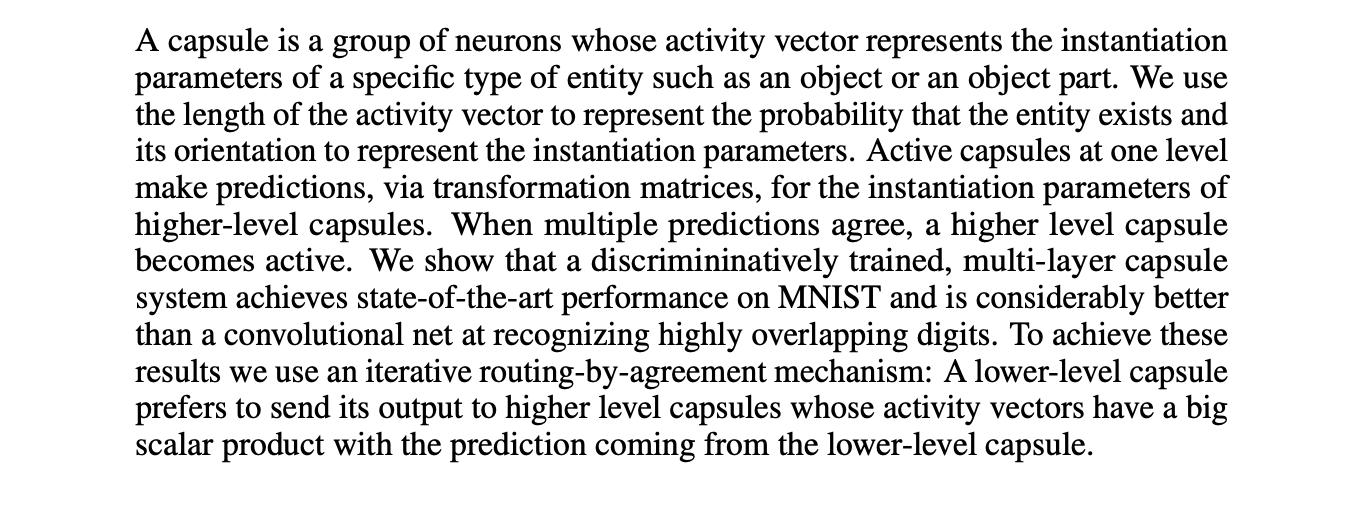 A capsule is a group of neurons whose activity vector represents the instantiation
parameters of a specific type of entity such as an object or an object part. We use
the length of the activity vector to represent the probability that the entity exists and
its orientation to represent the instantiation parameters. Active capsules at one level
make predictions, via transformation matrices, for the instantiation parameters of
higher-level capsules. When multiple predictions agree, a higher level capsule
becomes active. We show that a discrimininatively trained, multi-layer capsule
system achieves state-of-the-art performance on MNIST and is considerably better
than a convolutional net at recognizing highly overlapping digits. To achieve these
results we use an iterative routing-by-agreement mechanism: A lower-level capsule
prefers to send its output to higher level capsules whose activity vectors have a big
scalar product with the prediction coming from the lower-level capsule.